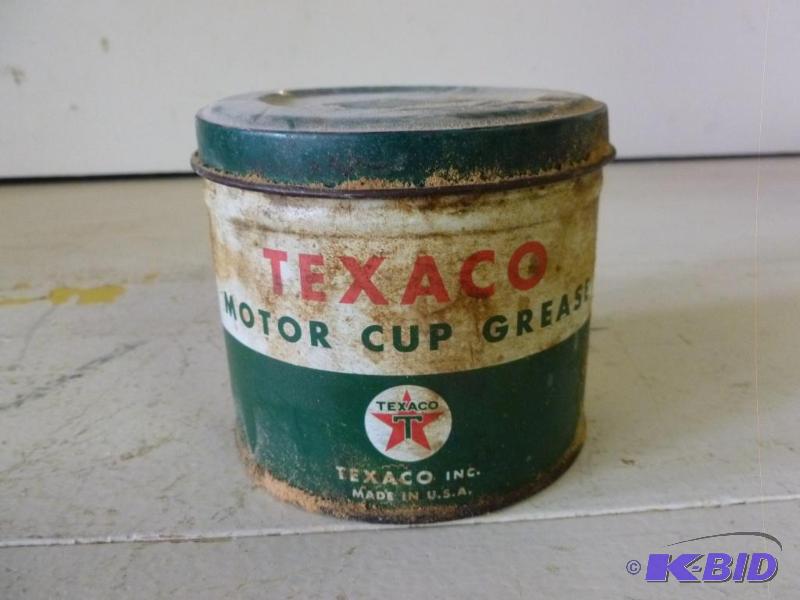 TEXACO
MOTOR CUP GREASE
TEXACO
T
TEXACO INC.
MADE IN U.S.A.
© K-BID